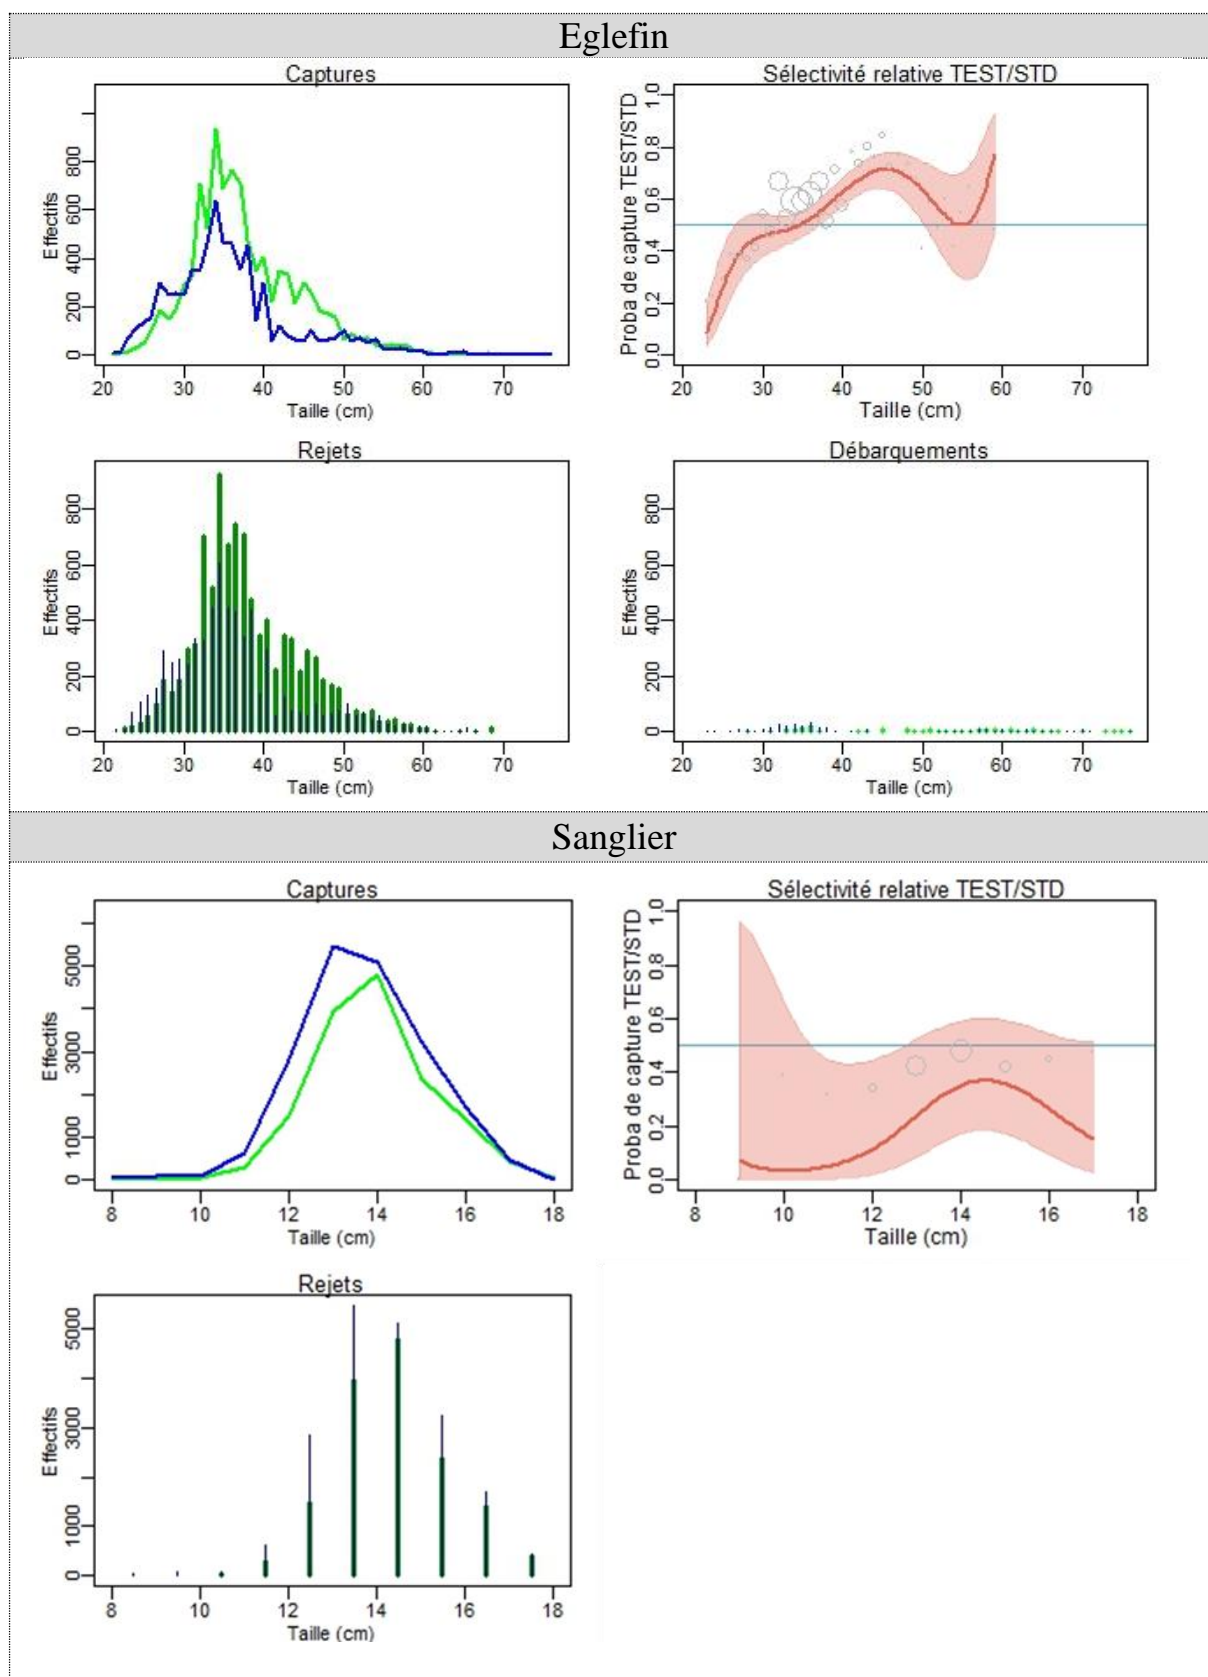 Eglefin
Captures
Effectifs
0 200 400 600 800
20 30 40 50 60 70
Taille (cm)
Sélectivité relative TEST/STD
Proba de capture TEST/STD
0.0 0.2 0.4 0.6 0.8 1.0
20 30 40 50 60 70
Taille (cm)
Rejets
Effectifs
0 200 400 600 800
20 30 40 50 60 70
Taille (cm)
Débarquements
Effectifs
0 200 400 600 800
20 30 40 50 60 70
Taille (cm)
Sanglier
Captures
Effectifs
0 1000 3000 5000
8 10 12 14 16 18
Taille (cm)
Sélectivité relative TEST/STD
Proba de capture TEST/STD
0.0 0.2 0.4 0.6 0.8 1.0
8 10 12 14 16 18
Taille (cm)
Rejets
Effectifs
0 1000 3000 5000
8 10 12 14 16 18
Taille (cm)